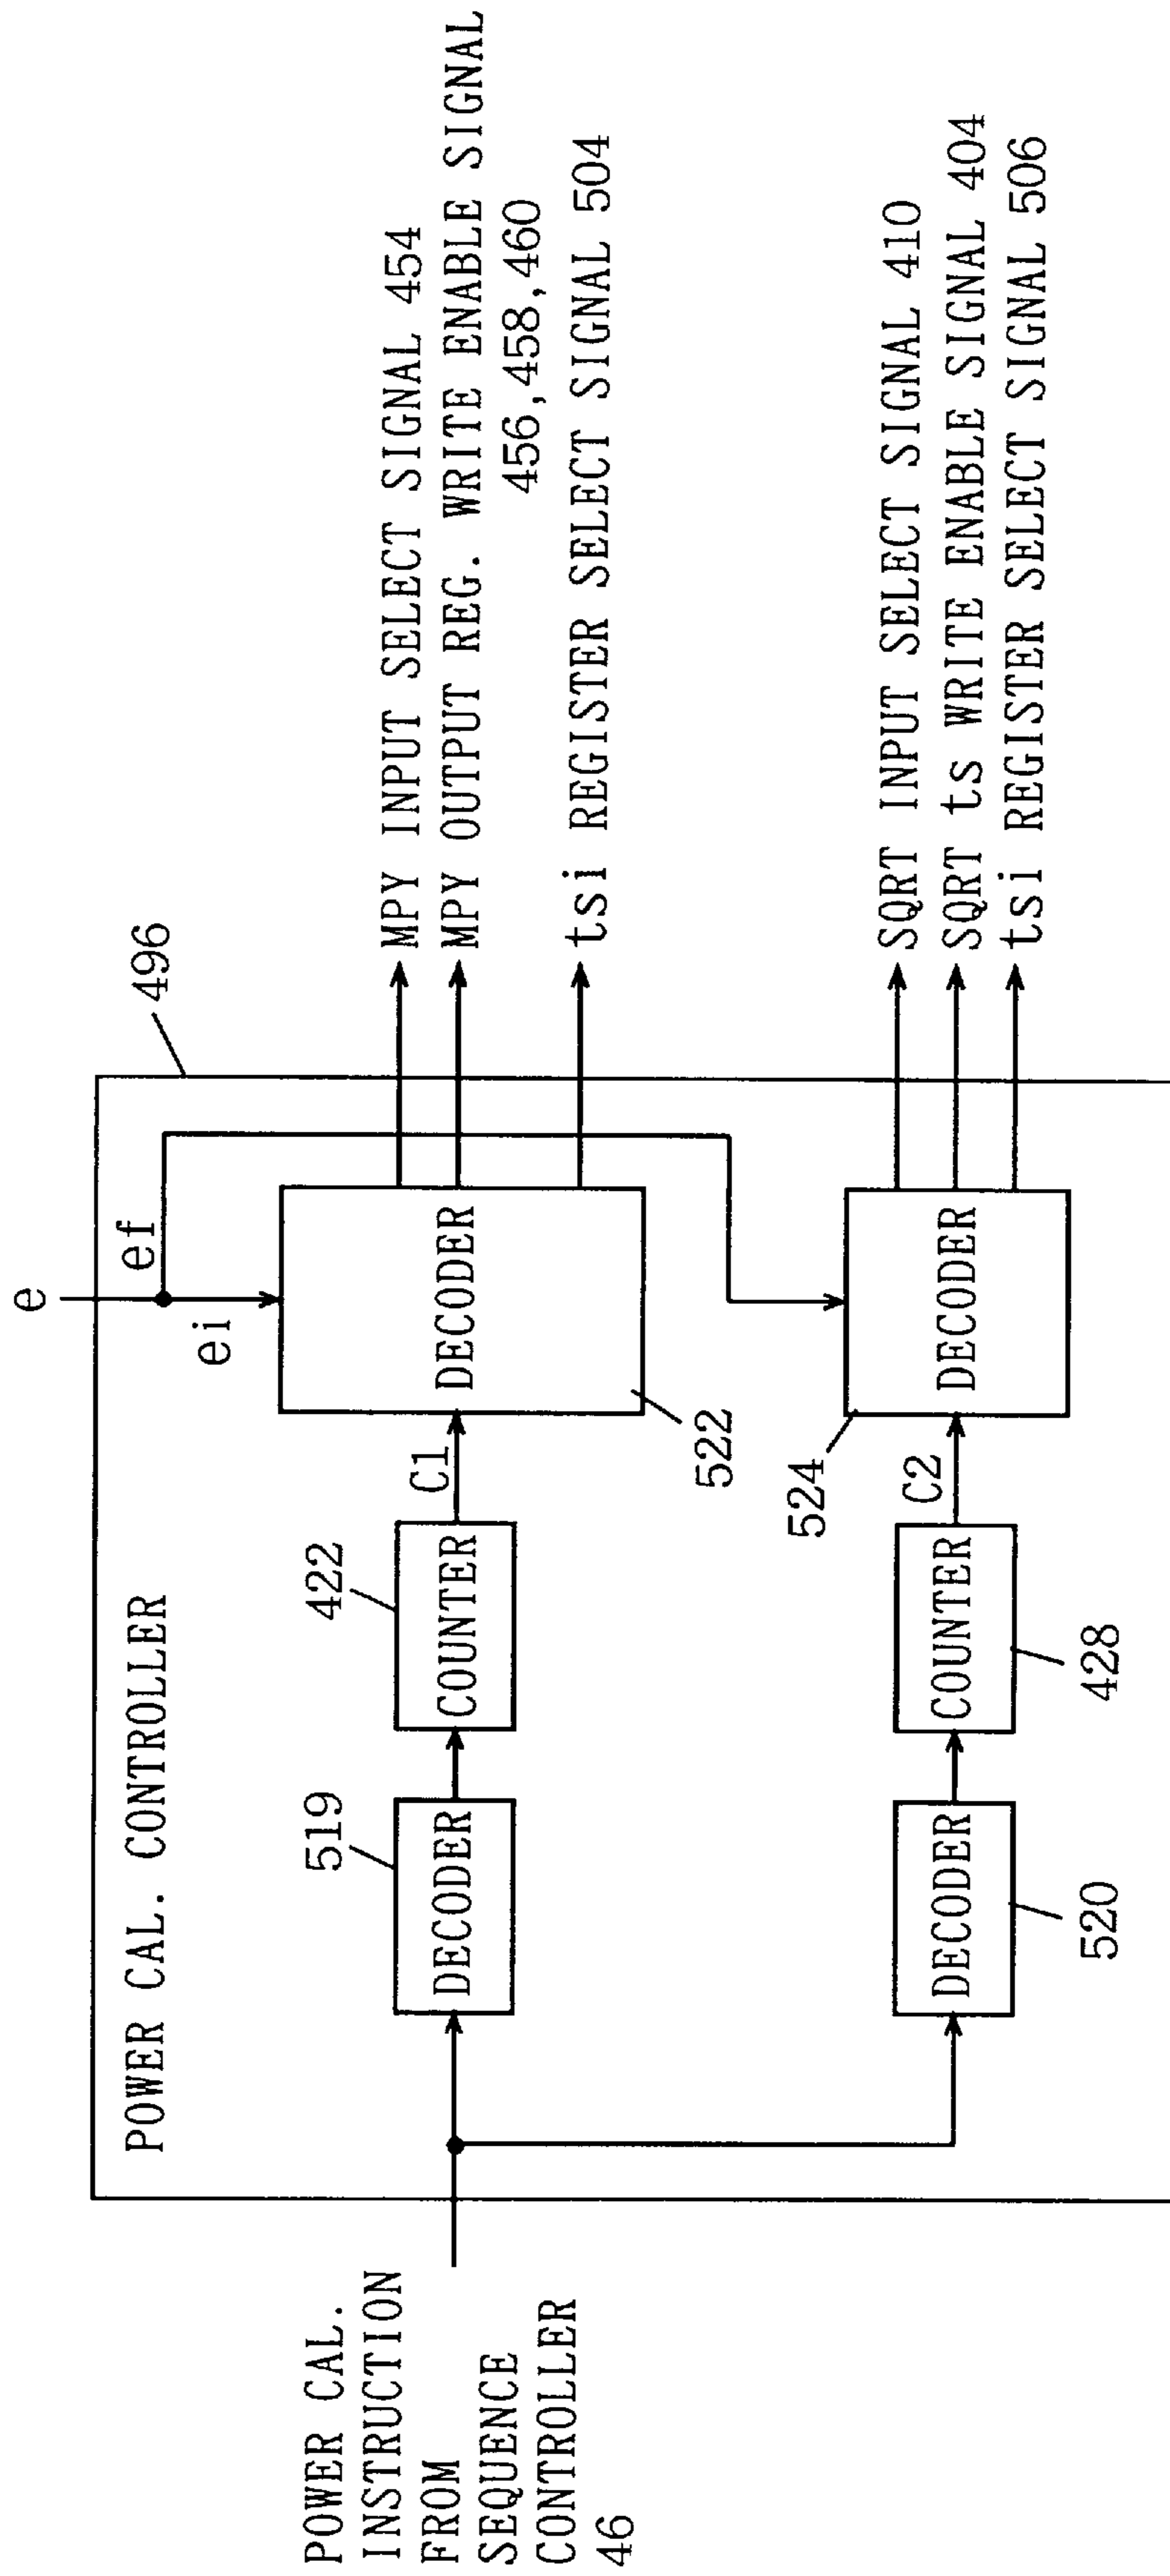 POWER CAL. CONTROLLER
496
e
ef
ei
POWER CAL.
INSTRUCTION
FROM
SEQUENCE
CONTROLLER
46
519
DECODER
422
COUNTER
C1
DECODER
522
MPY INPUT SELECT SIGNAL 454
MPY OUTPUT REG. WRITE ENABLE SIGNAL
456,458,460
tsi REGISTER SELECT SIGNAL 504
DECODER
520
COUNTER
428
C2
524
DECODER
SQRT INPUT SELECT SIGNAL 410
SQRT ts WRITE ENABLE SIGNAL 404
tsi REGISTER SELECT SIGNAL 506